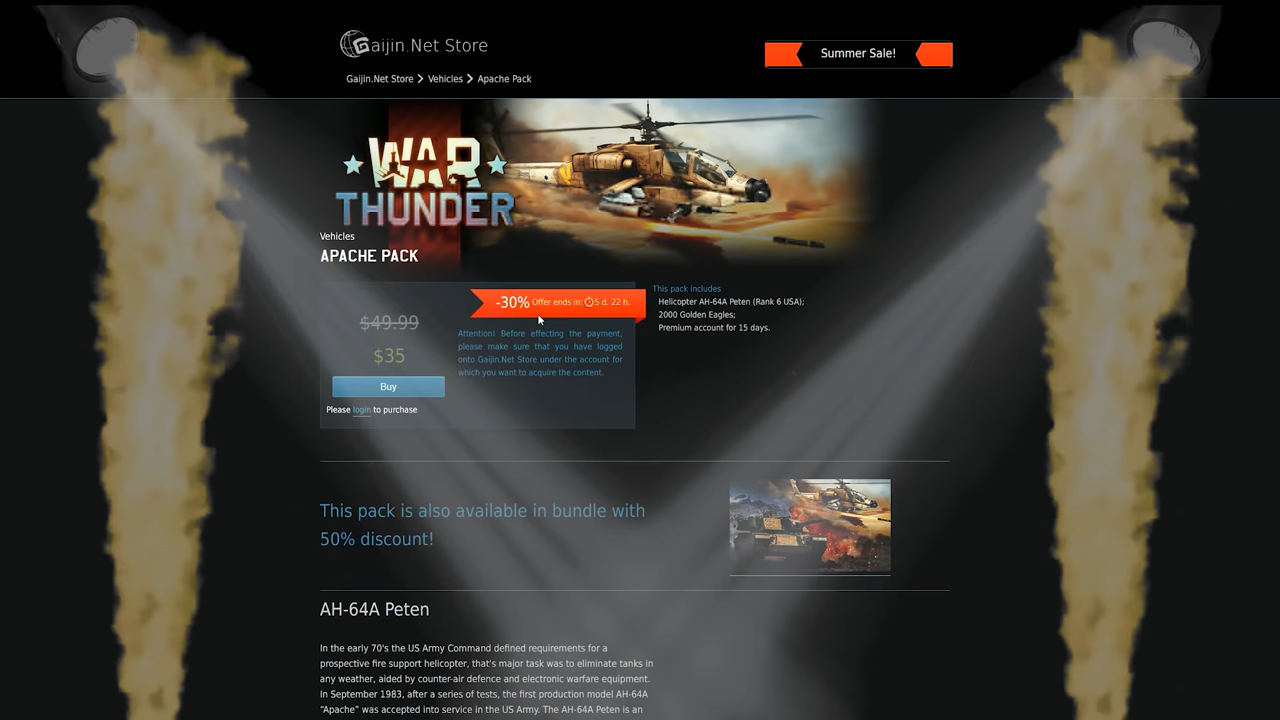 Gaijin.Net Store
Summer Sale!
Gaijin.Net Store > Vehicles > Apache Pack
WAR
THUNDER
Vehicles
APACHE PACK
-30% Offer ends in: 5 d. 22 h.
$49.99
$35
Buy
Please login to purchase
Attention! Before effecting the payment,
please make sure that you have logged
onto Gaijin.Net Store under the account for
which you want to acquire the content.
This pack includes
Helicopter AH-64A Peten (Rank 6 USA);
2000 Golden Eagles;
Premium account for 15 days.
This pack is also available in bundle with
50% discount!
AH-64A Peten
In the early 70's the US Army Command defined requirements for a
prospective fire support helicopter, that's major task was to eliminate tanks in
any weather, aided by counter-air defence and electronic warfare equipment.
In September 1983, after a series of tests, the first production model AH-64A
"Apache" was accepted into service in the US Army. The AH-64A Peten is an